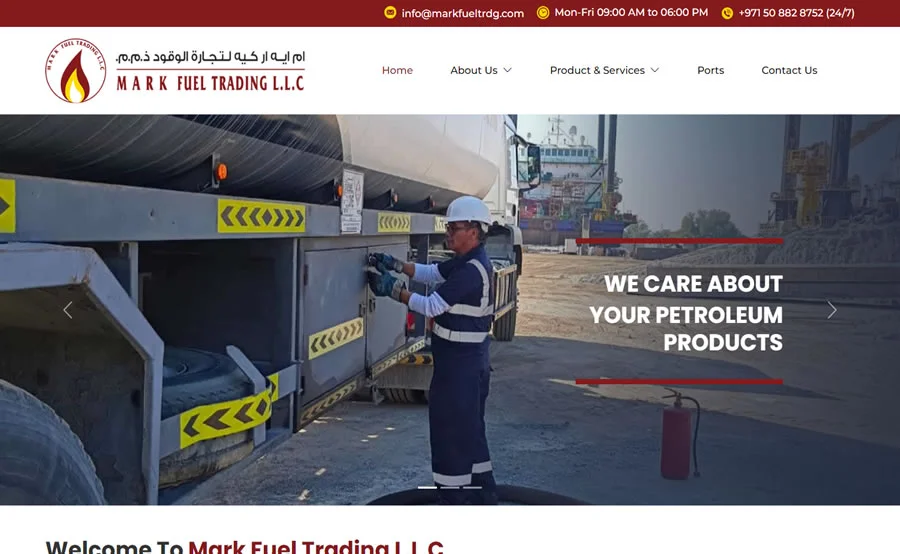 info@markfueltrdg.com
Mon-Fri 09:00 AM to 06:00 PM
+971 50 882 8752 (24/7)
MARK FUEL TRADING L.L.C
ام ايه ار كيه لتجارة الوقود ذ.م.م.
MARK FUEL TRADING L.L.C
Home
About Us
Product & Services
Ports
Contact Us
WE CARE ABOUT
YOUR PETROLEUM
PRODUCTS
Welcome To Mark Fuel Trading L.L.C